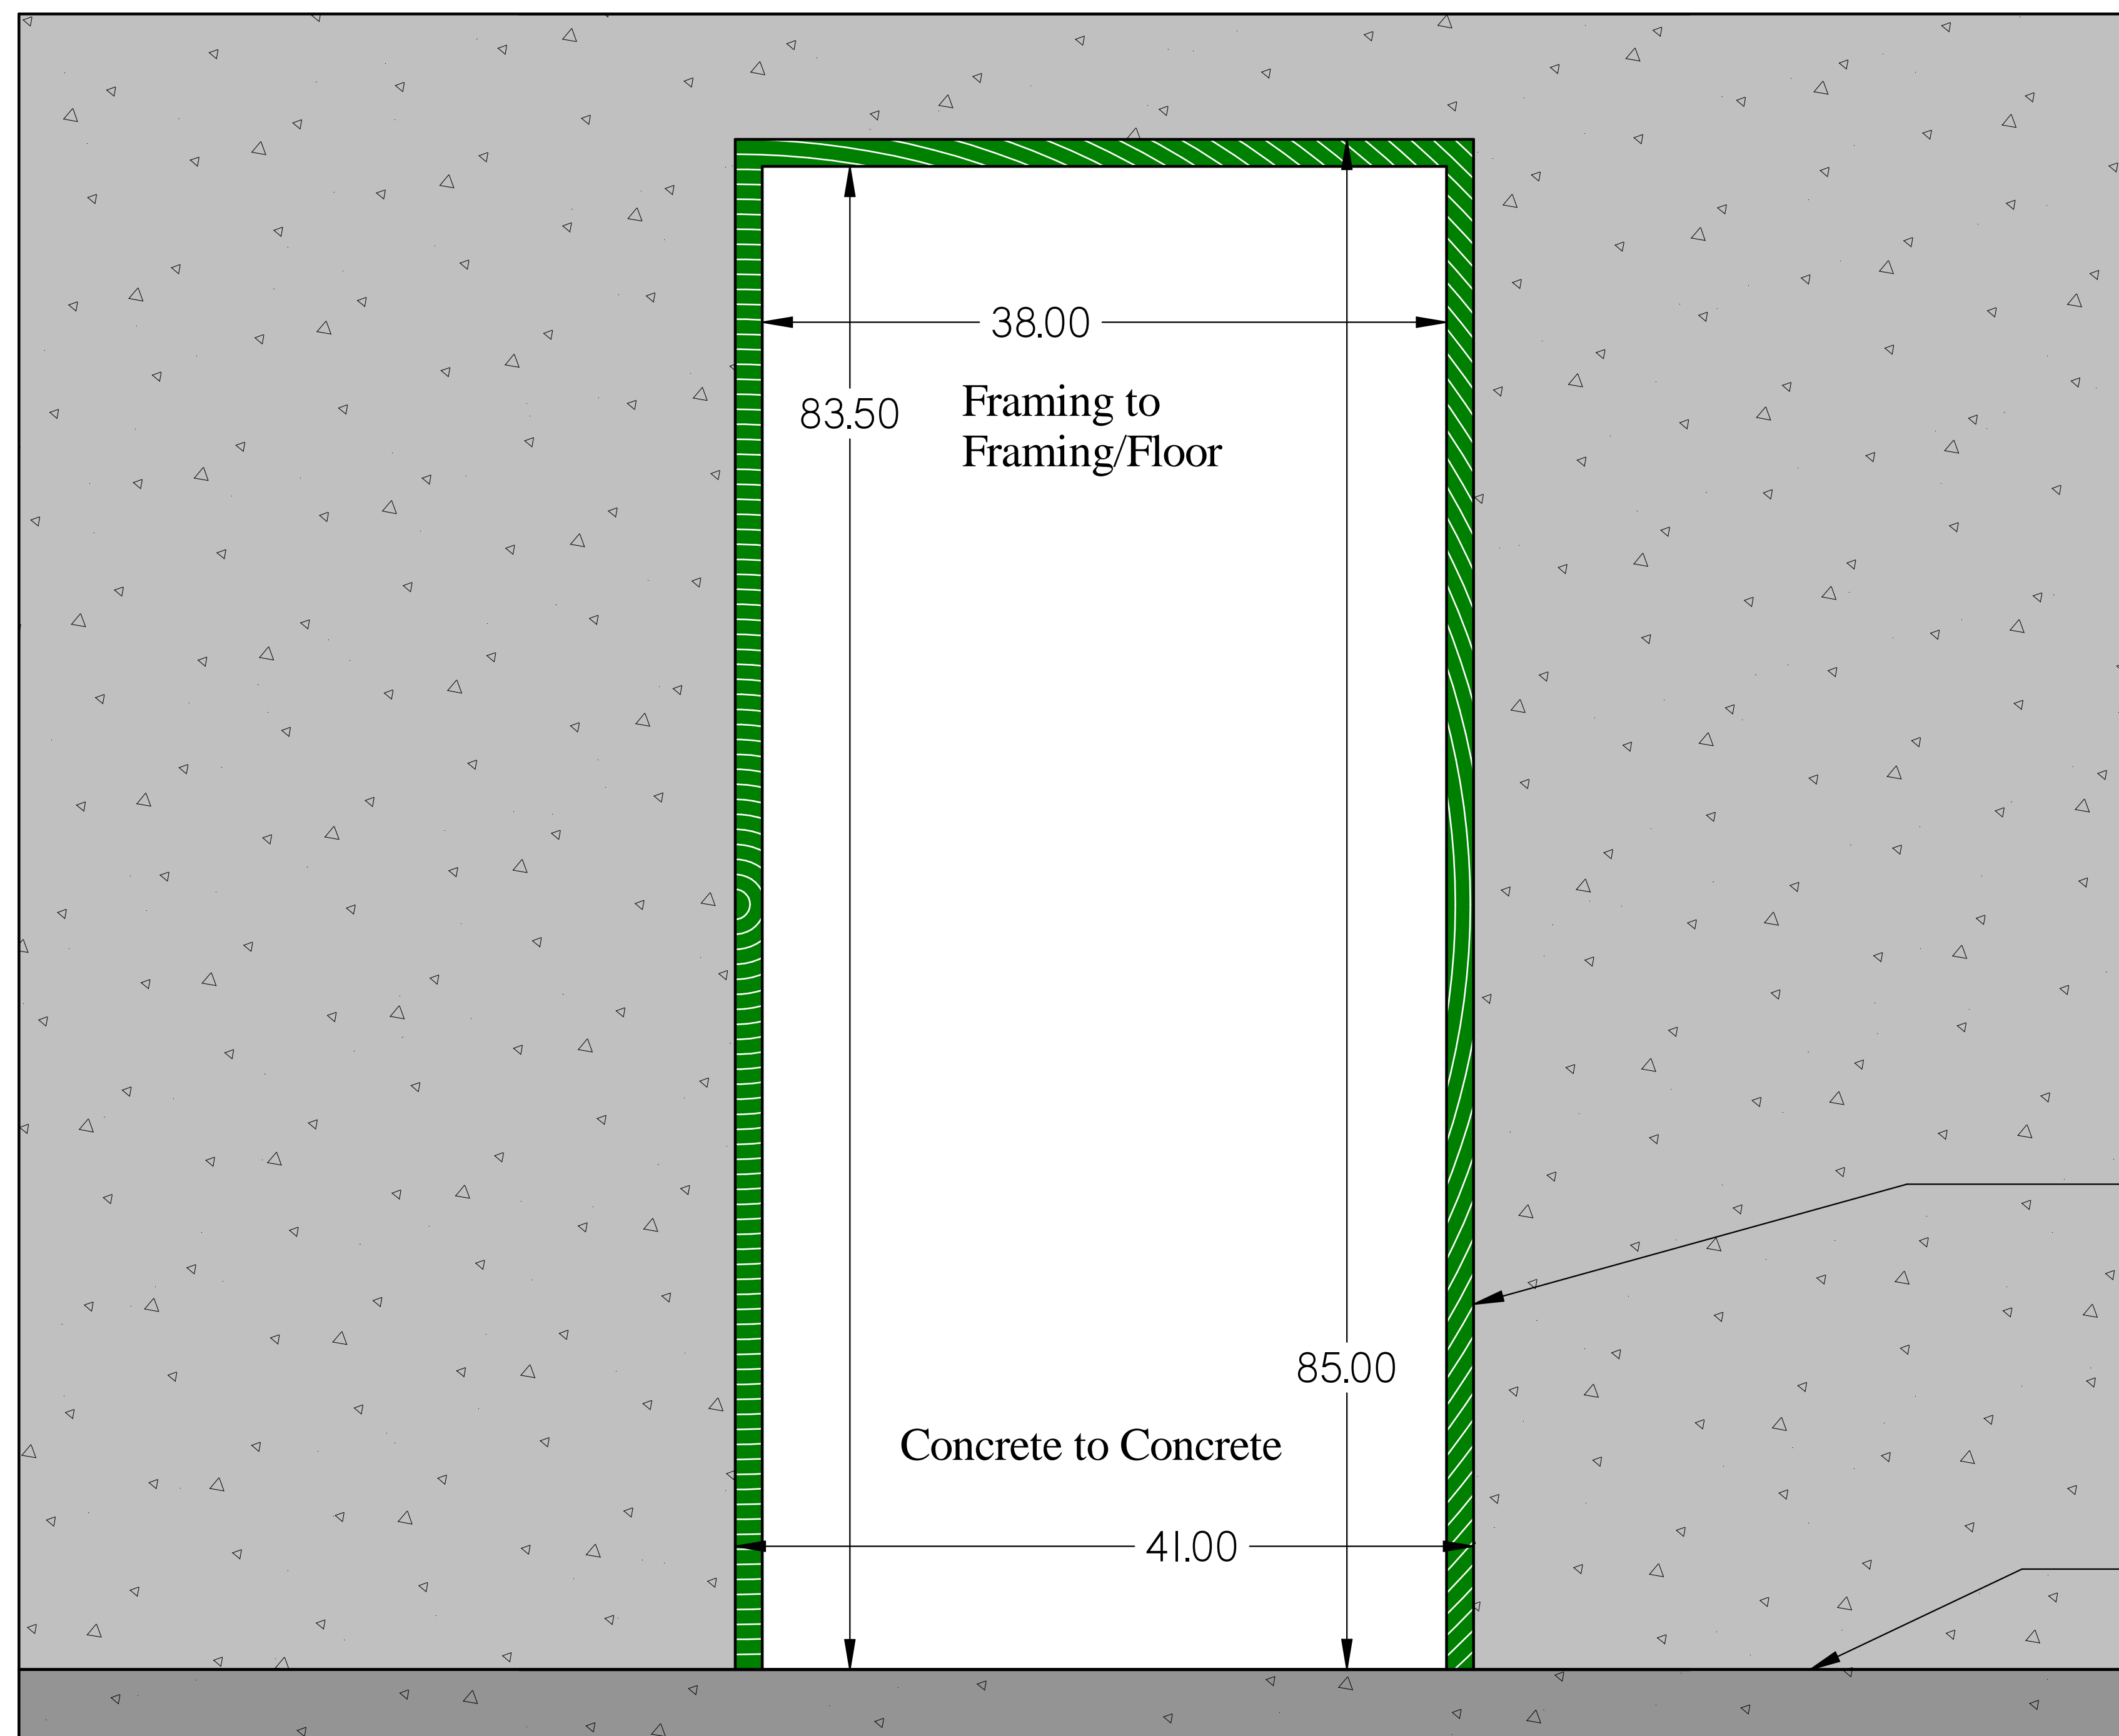 38.00
83.50
Framing to
Framing/Floor
85.00
Concrete to Concrete
41.00